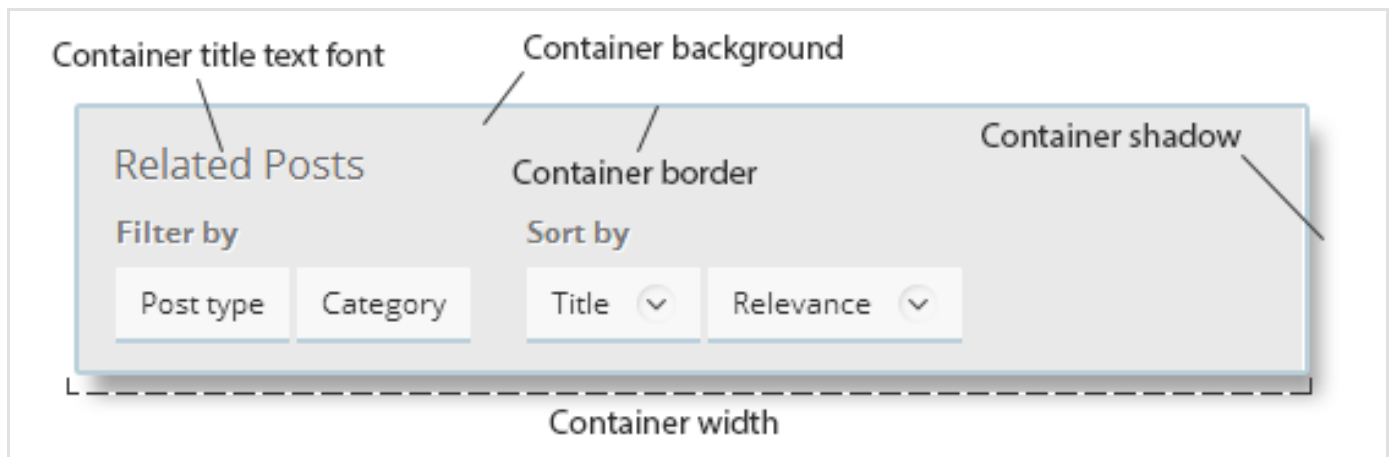 Container title text font
Container background
Container shadow
Related Posts
Container border
Filter by
Sort by
Post type
Category
Title
Relevance
Container width